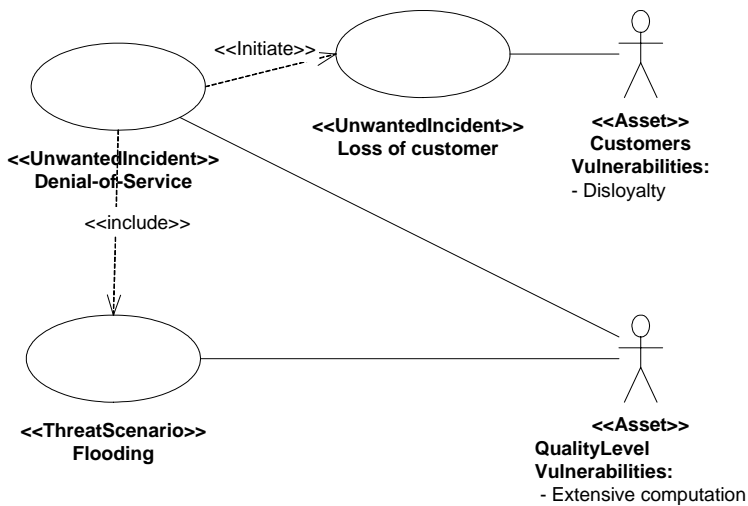 <<Initiate>>
<<UnwantedIncident>>
Loss of customer
<<Asset>>
Customers
Vulnerabilities:
- Disloyalty
<<UnwantedIncident>>
Denial-of-Service
<<include>>
<<ThreatScenario>>
Flooding
<<Asset>>
QualityLevel
Vulnerabilities:
- Extensive computation